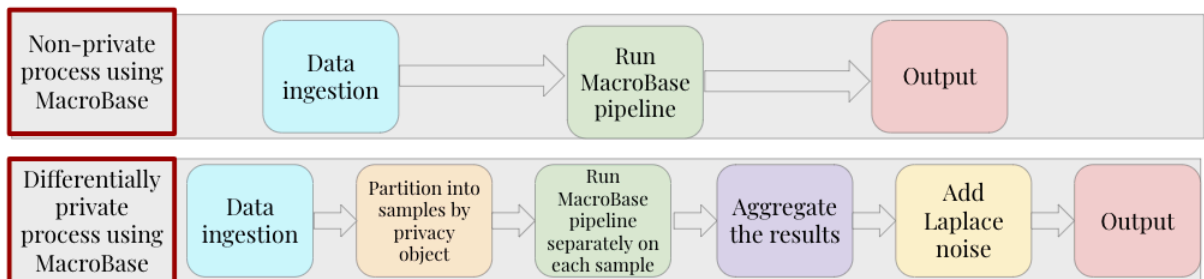 Non-private
process using
MacroBase
Data
ingestion
Run
MacroBase
pipeline
Output
Differentially
private
process using
MacroBase
Data
ingestion
Partition into
samples by
privacy
object
Run
MacroBase
pipeline
separately on
each sample
Aggregate
the results
Add
Laplace
noise
Output